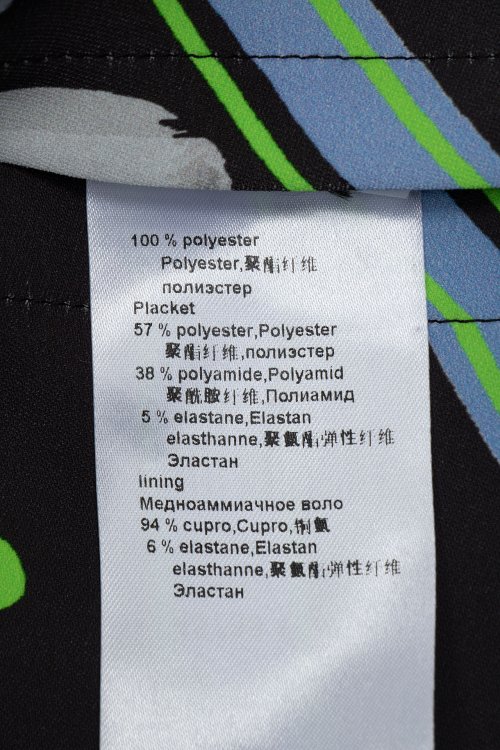 100 % polyester
Polyester,聚酯纤维
полиэстер
Placket
57 % polyester,Polyester
聚酯纤维,полиэстер
38 % polyamide,Polyamid
聚酰胺纤维,Полиамид
5 % elastane,Elastan
elasthanne,聚氨酯弹性纤维
Эластан
lining
Медноаммиачное воло
94 % cupro,Cupro,铜氨
6 % elastane,Elastan
elasthanne,聚氨酯弹性纤维
Эластан